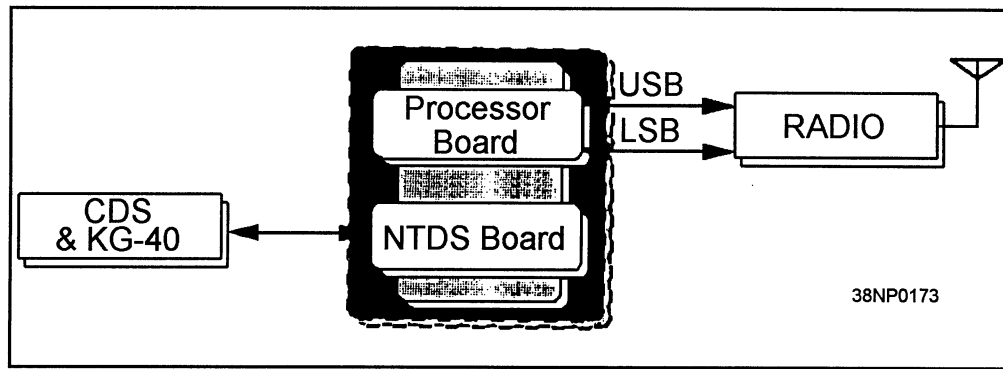 USB
Processor
Board
LSB
RADIO
CDS
& KG-40
NTDS Board
38NP0173